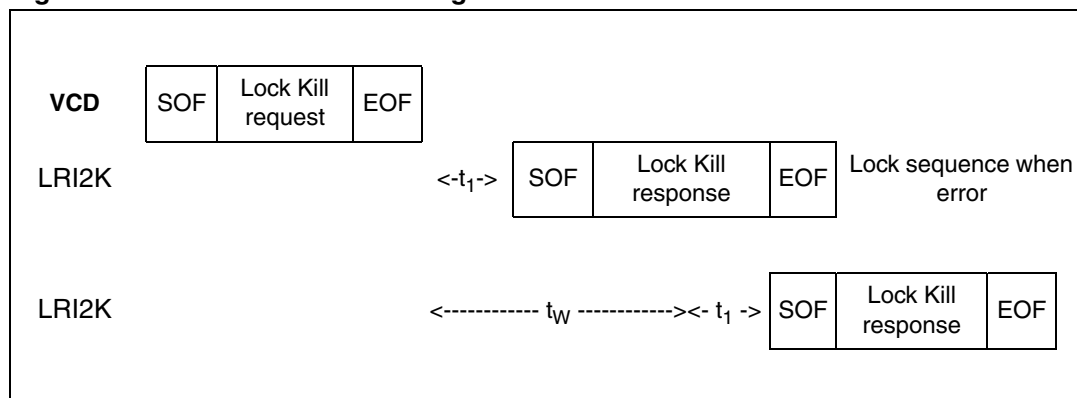 VCD
SOF
Lock Kill
request
EOF
LRI2K
<-t1->
SOF
Lock Kill
response
EOF
Lock sequence when
error
LRI2K
<------------ tW ------------><- t1 ->
SOF
Lock Kill
response
EOF